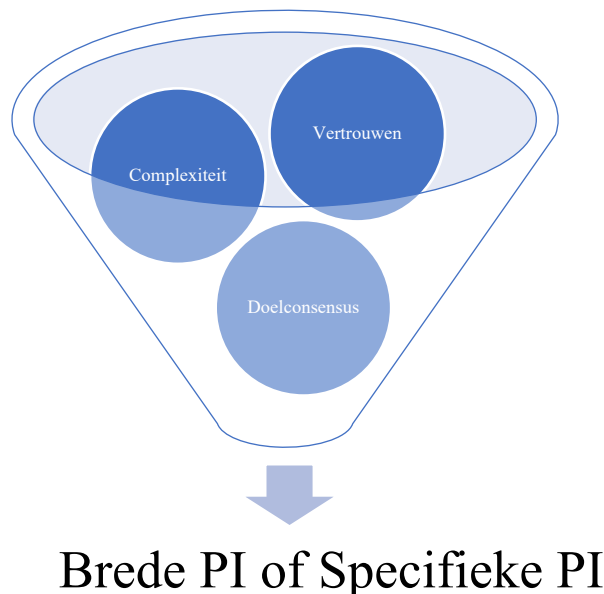 Vertrouwen
Complexiteit
Doelconsensus
Brede PI of Specifieke PI